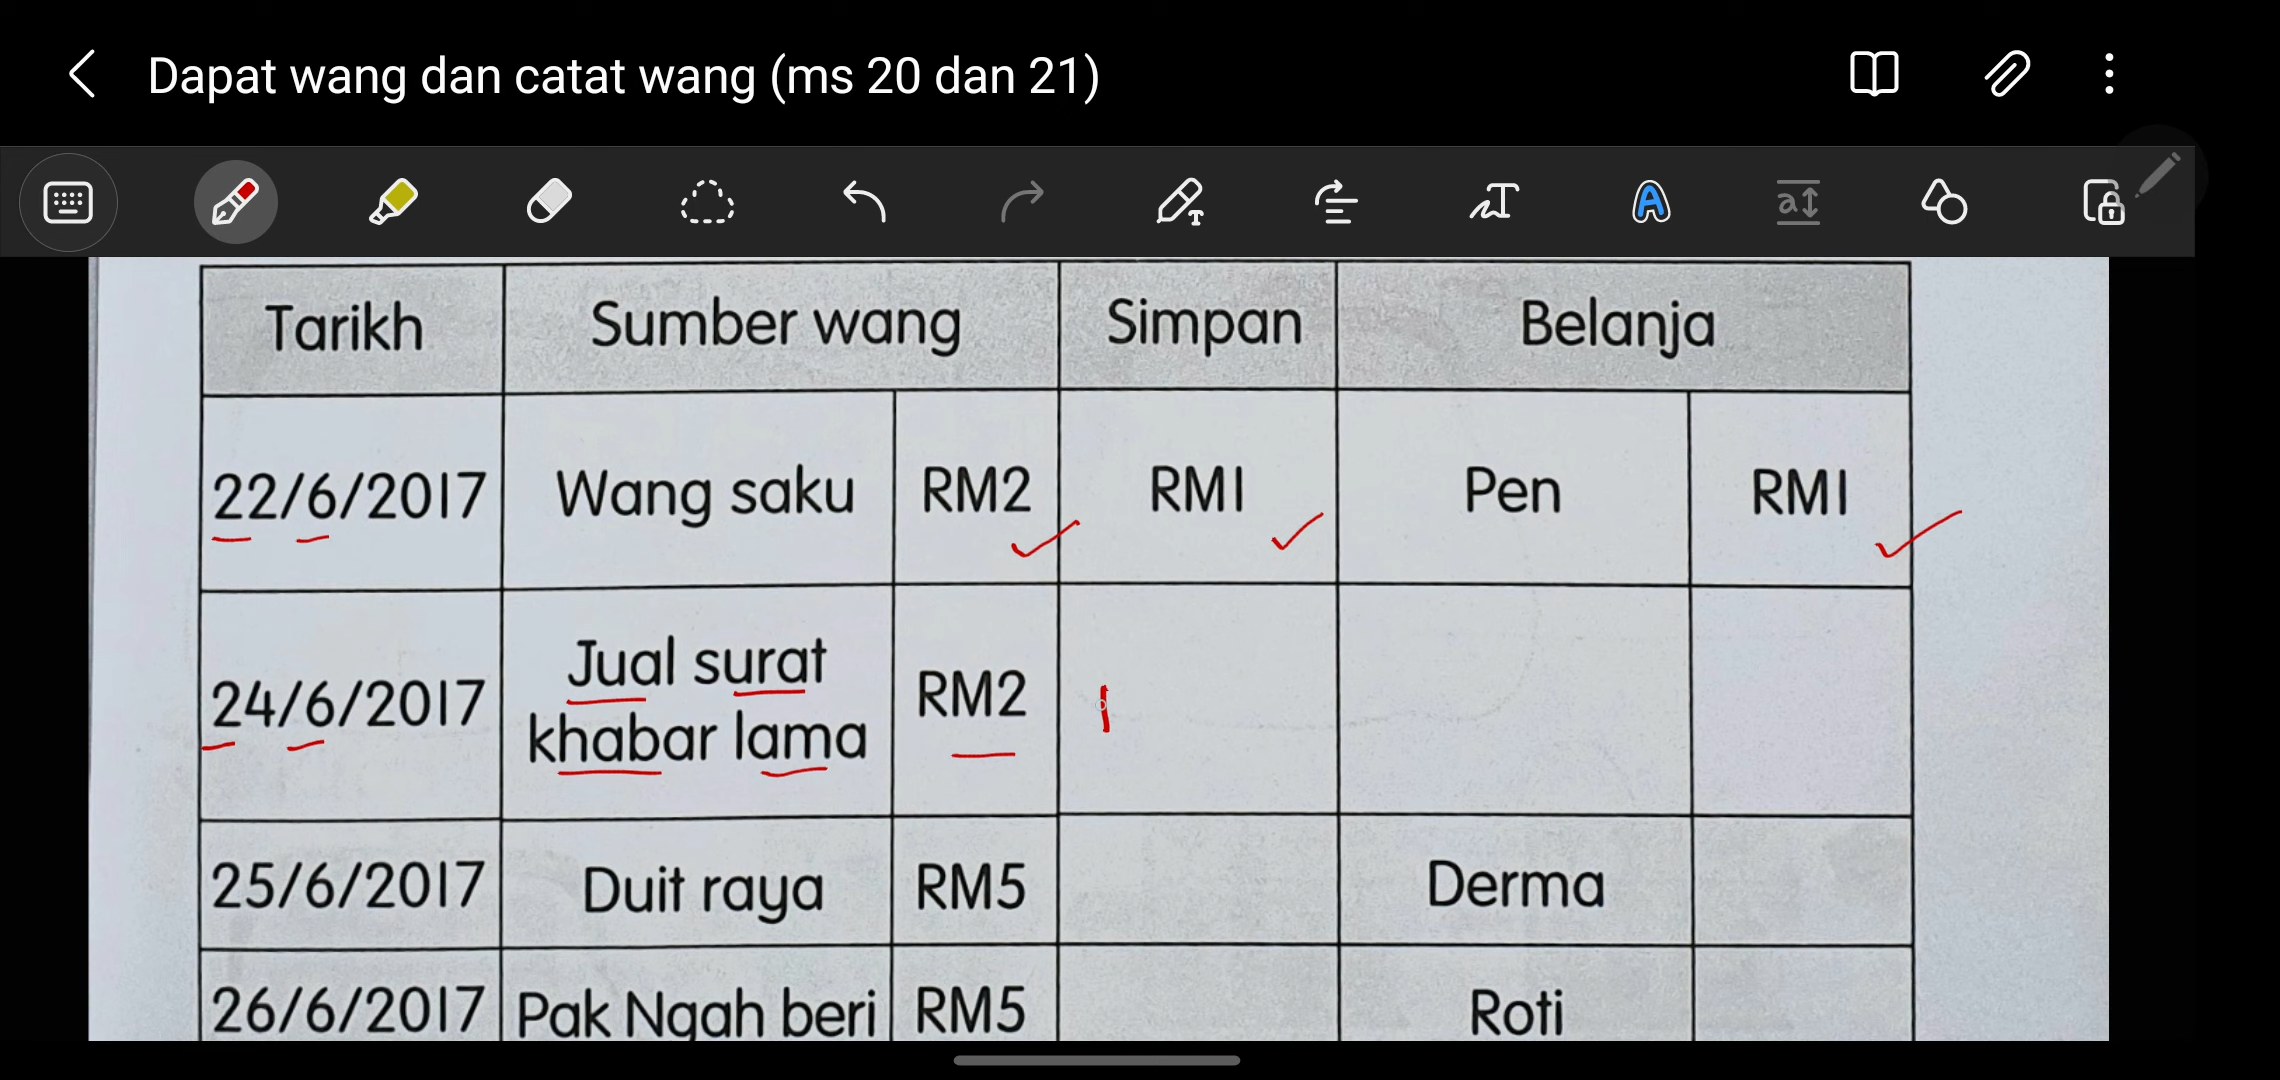 Dapat wang dan catat wang (ms 20 dan 21)
Tarikh Sumber wang Simpan Belanja
22/6/2017 Wang saku RM2 RM1 Pen RM1
24/6/2017 Jual surat khabar lama RM2
25/6/2017 Duit raya RM5 Derma
26/6/2017 Pak Ngah beri RM5 Roti